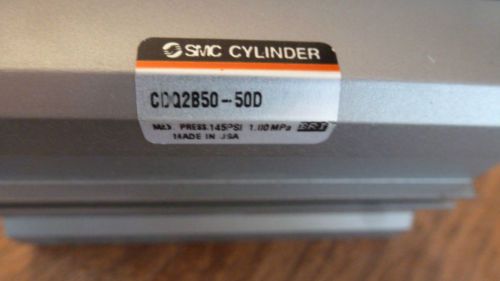 SMC CYLINDER
CDQ2B50-50D
MAX. PRESS. 145PSI 1.00MPa
MADE IN USA